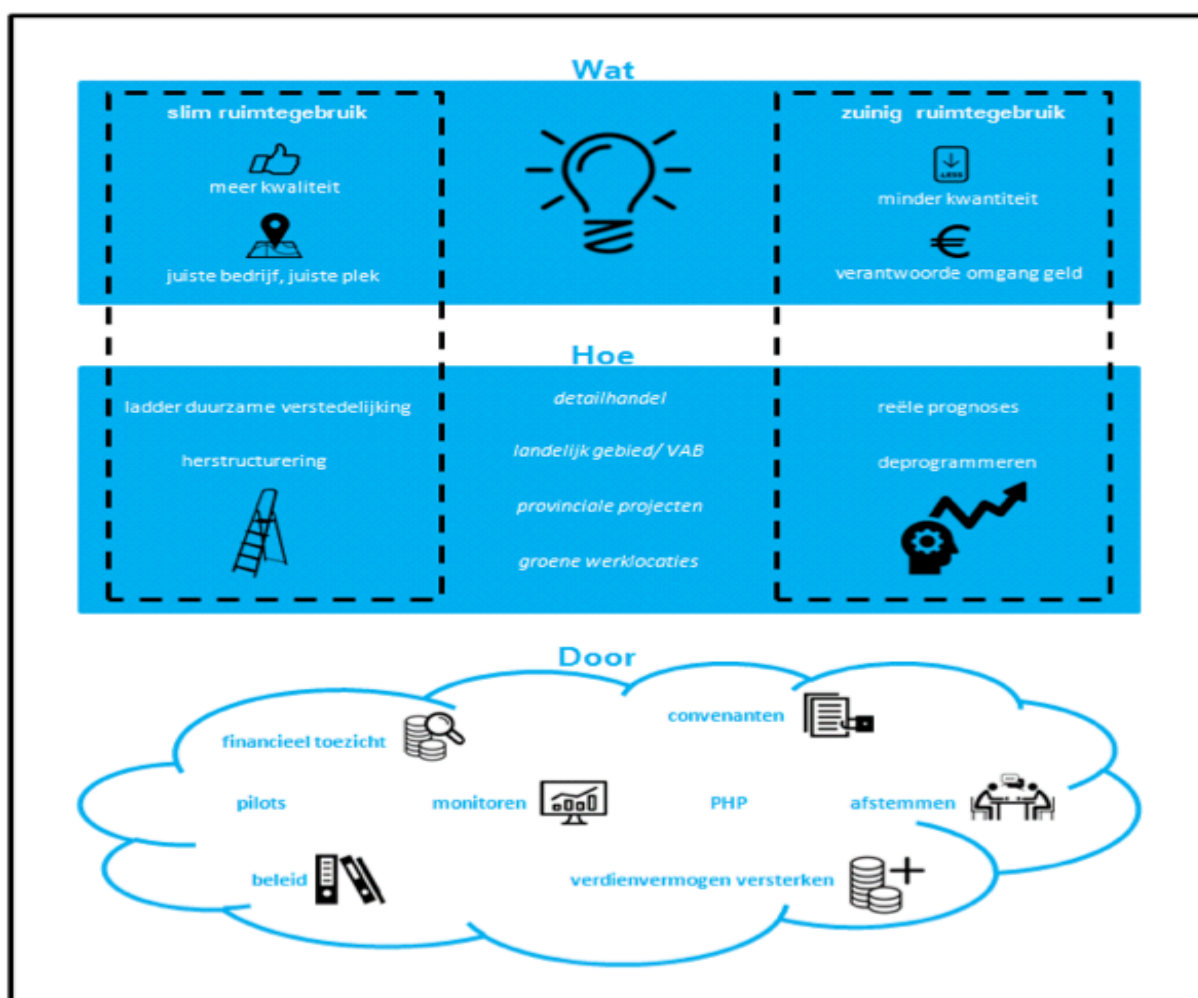 Wat
slim ruimtegebruik
meer kwaliteit
juiste bedrijf, juiste plek
zuinig ruimtegebruik
LESS
minder kwantiteit
verantwoorde omgang geld
Hoe
ladder duurzame verstedelijking
herstructurering
detailhandel
landelijk gebied/ VAB
provinciale projecten
groene werklocaties
reële prognoses
deprogrammeren
Door
financieel toezicht
convenanten
pilots
monitoren
PHP
afstemmen
beleid
verdienvermogen versterken